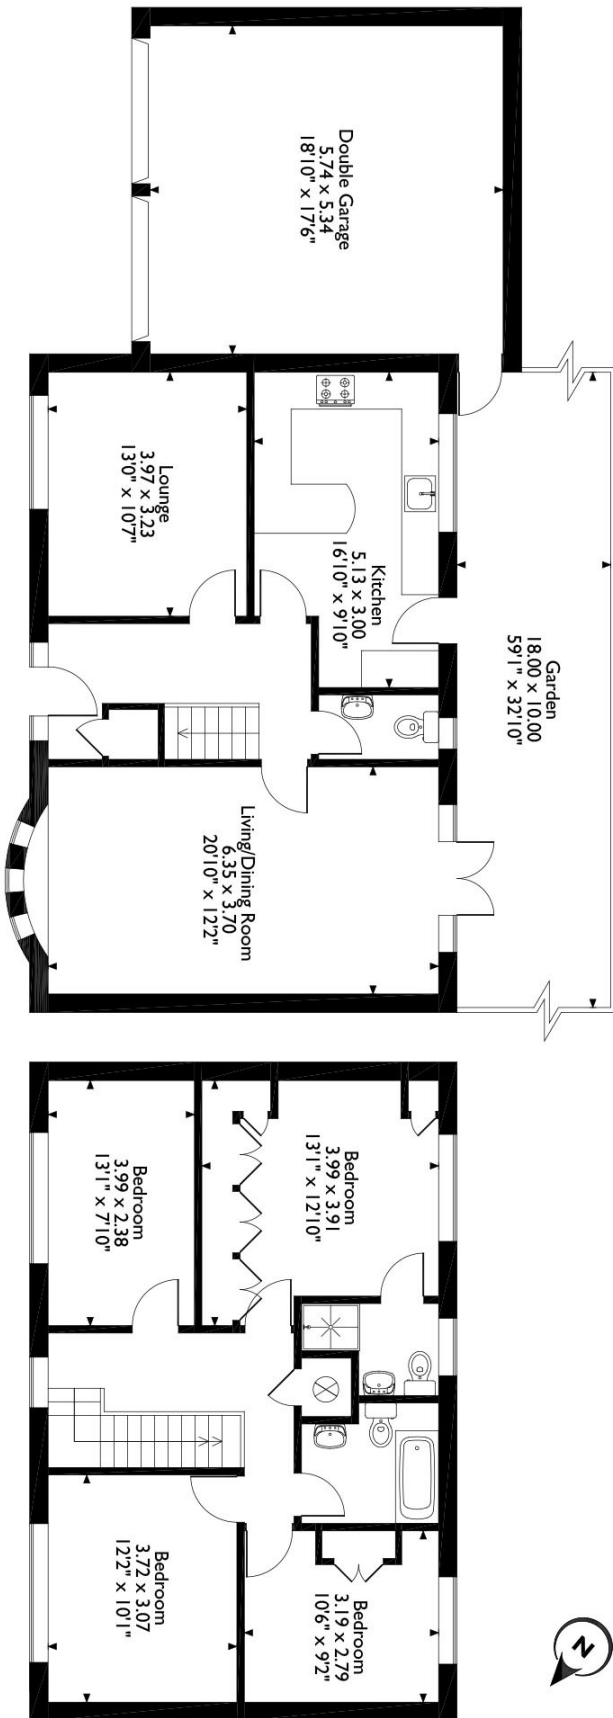 Double Garage
5.74 x 5.34
18'10" x 17'6"
Lounge
3.97 x 3.23
13'0" x 10'7"
Kitchen
5.13 x 3.00
16'10" x 9'10"
Garden
18.00 x 10.00
59'1" x 32'10"
Living/Dining Room
6.35 x 3.70
20'10" x 12'2"
Bedroom
3.99 x 2.38
13'1" x 7'10"
Bedroom
3.99 x 3.91
13'1" x 12'10"
Bedroom
3.72 x 3.07
12'2" x 10'1"
Bedroom
3.19 x 2.79
10'6" x 9'2"
N